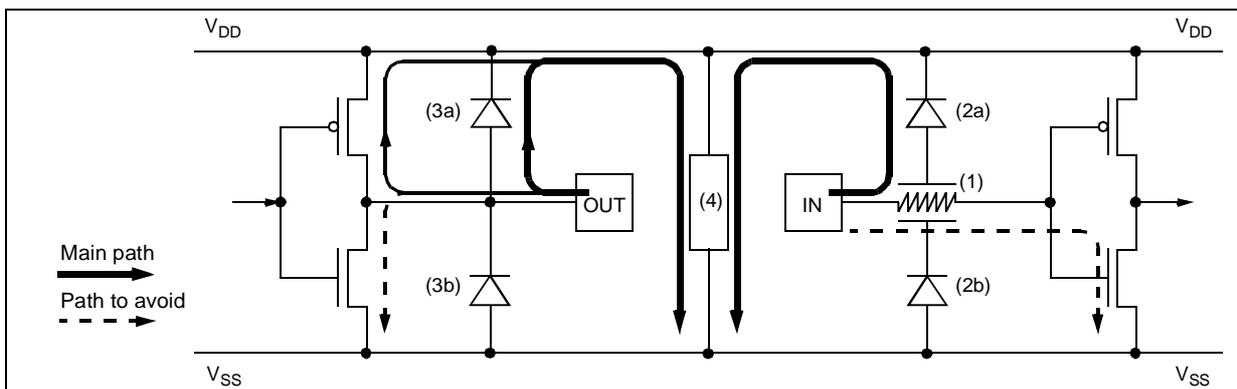 VDD VDD
(3a) (2a)
(1)
OUT (4) IN
Main path
(3b) (2b)
Path to avoid
VSS VSS